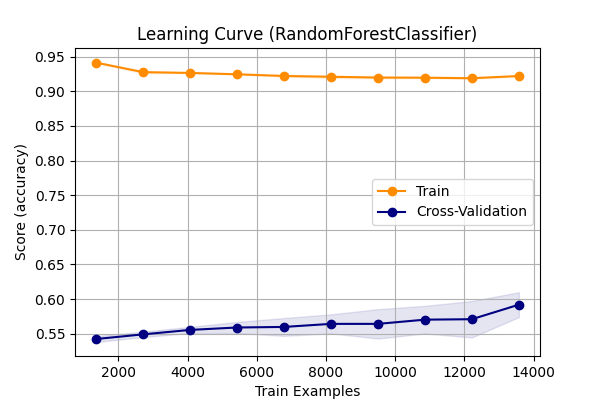 Learning Curve (RandomForestClassifier)
Score (accuracy)
0.95
0.90
0.85
0.80
0.75
0.70
0.65
0.60
0.55
Train
Cross-Validation
2000 4000 6000 8000 10000 12000 14000
Train Examples